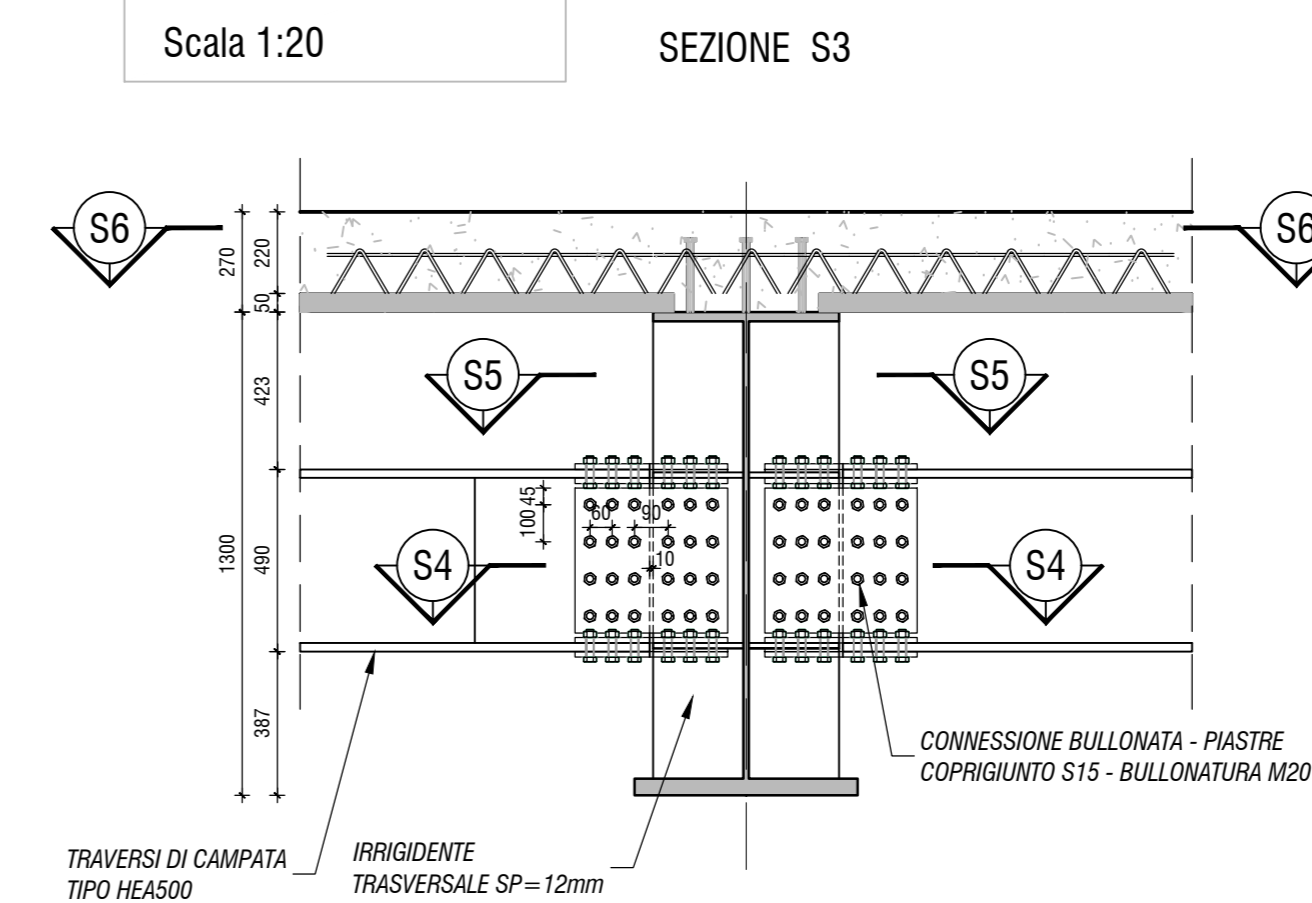 Scala 1:20
SEZIONE S3
S6
S6
270
220
50
S5
S5
423
1300
490
100
45
60
90
10
S4
S4
387
CONNESSIONE BULLONATA - PIASTRE
COPRIGIUNTO S15 - BULLONATURA M20
TRAVERSI DI CAMPATA
TIPO HEA500
IRRIGIDENTE
TRASVERSALE SP=12mm